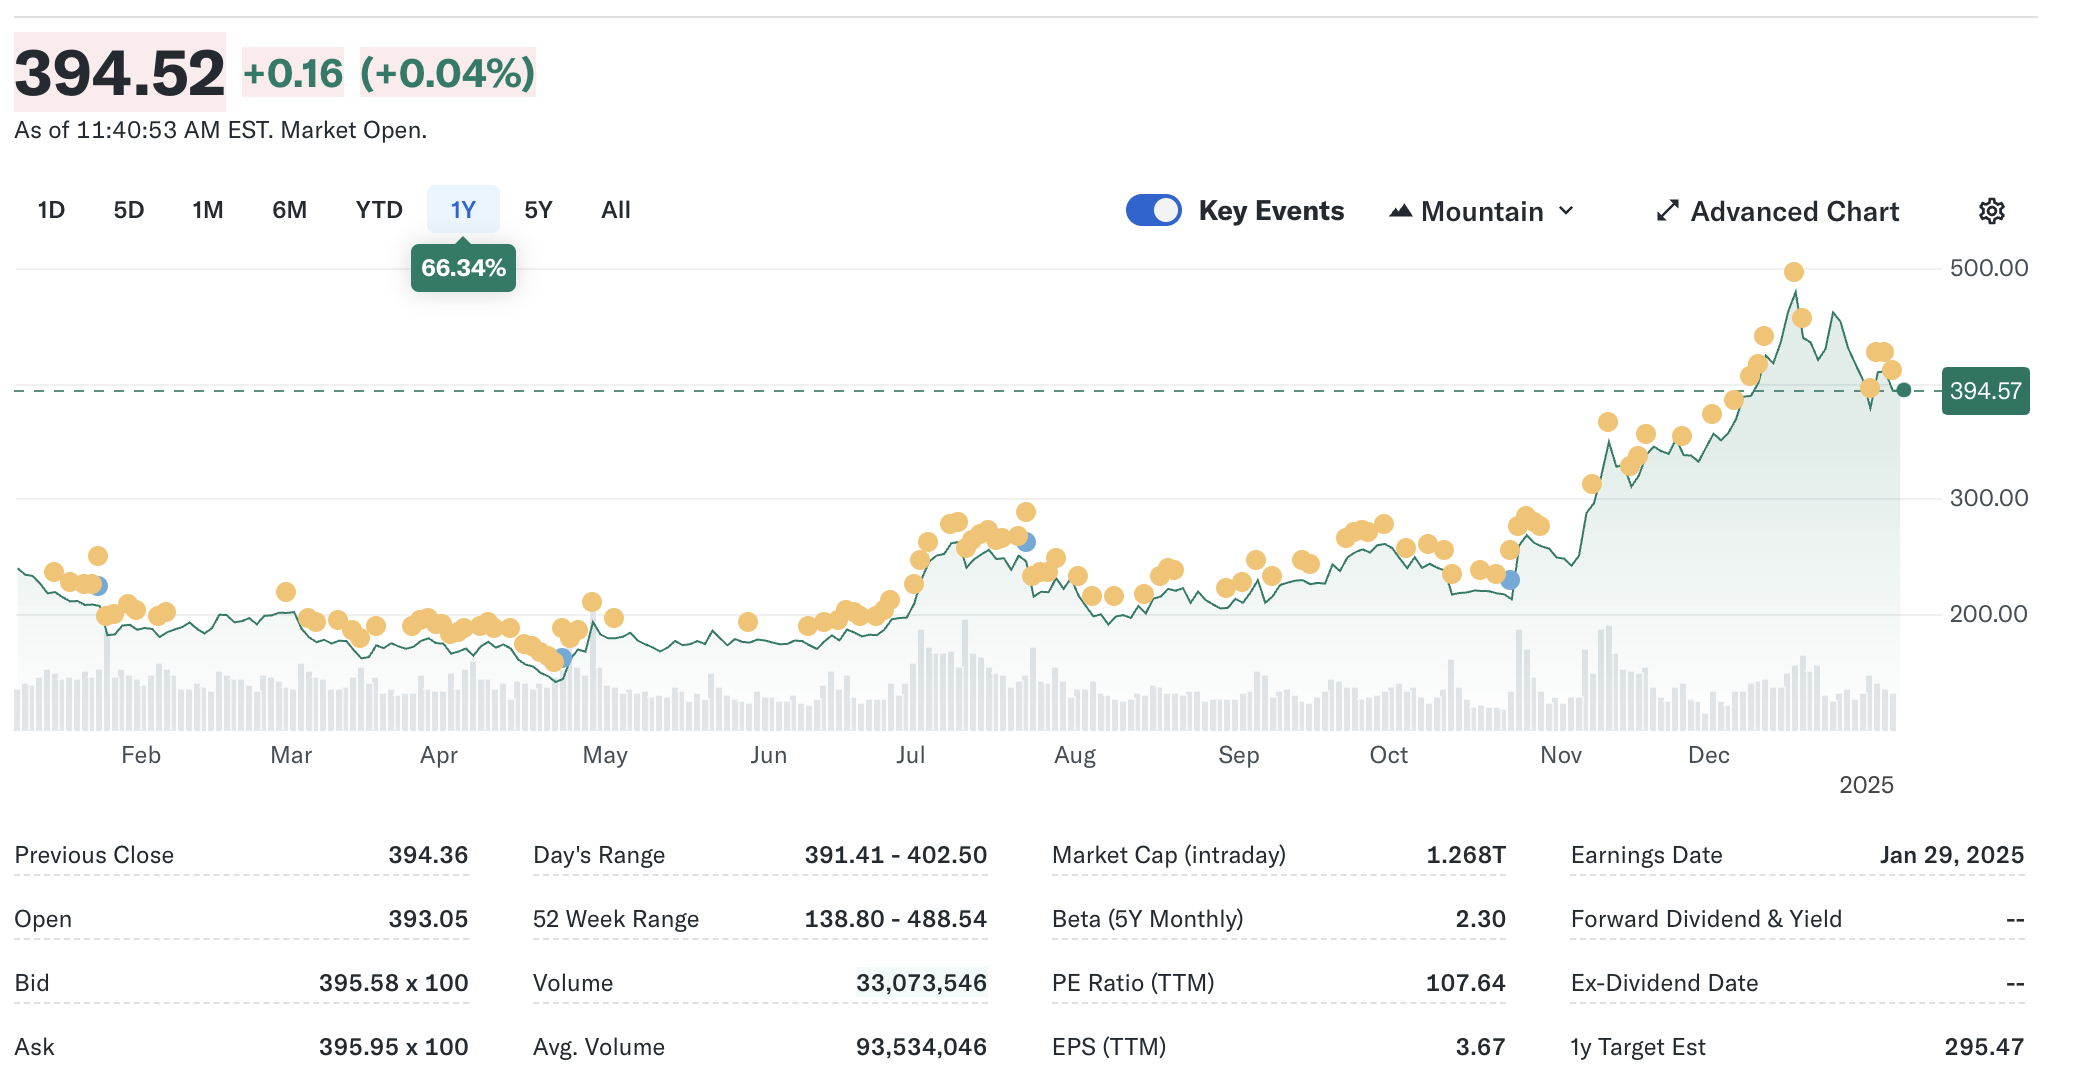 394.52 +0.16 (+0.04%)
As of 11:40:53 AM EST. Market Open.
1D 5D 1M 6M YTD 1Y 5Y All Key Events Mountain Advanced Chart
66.34%
500.00
394.57
300.00
200.00
Feb Mar Apr May Jun Jul Aug Sep Oct Nov Dec
2025
Previous Close 394.36 Day's Range 391.41 - 402.50 Market Cap (intraday) 1.268T Earnings Date Jan 29, 2025
Open 393.05 52 Week Range 138.80 - 488.54 Beta (5Y Monthly) 2.30 Forward Dividend & Yield --
Bid 395.58 x 100 Volume 33,073,546 PE Ratio (TTM) 107.64 Ex-Dividend Date --
Ask 395.95 x 100 Avg. Volume 93,534,046 EPS (TTM) 3.67 1y Target Est 295.47